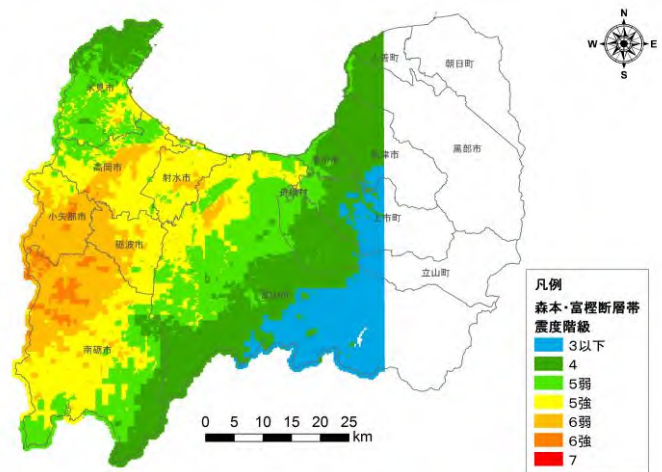 N
W
E
S
氷見市
入善町
朝日町
黒部市
魚津市
滑川市
高岡市
射水市
舟橋村
上市町
小矢部市
砺波市
立山町
富山市
南砺市
0 5 10 15 20 25
km
凡例
森本・富樫断層帯
震度階級
3以下
4
5弱
5強
6弱
6強
7